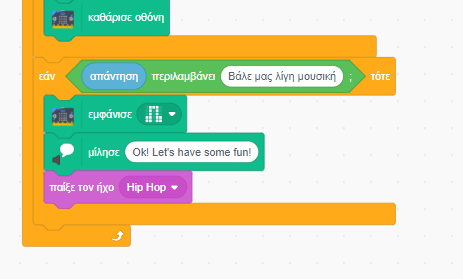 καθάρισε οθόνη
εάν απάντηση περιλαμβάνει Βάλε μας λίγη μουσική ; τότε
εμφάνισε
μίλησε Ok! Let's have some fun!
παίξε τον ήχο Hip Hop